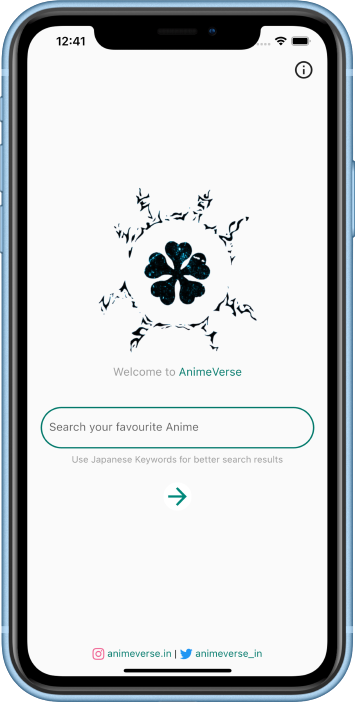 12:41
Welcome to AnimeVerse
Search your favourite Anime
Use Japanese Keywords for better search results
animeverse.in | animeverse_in